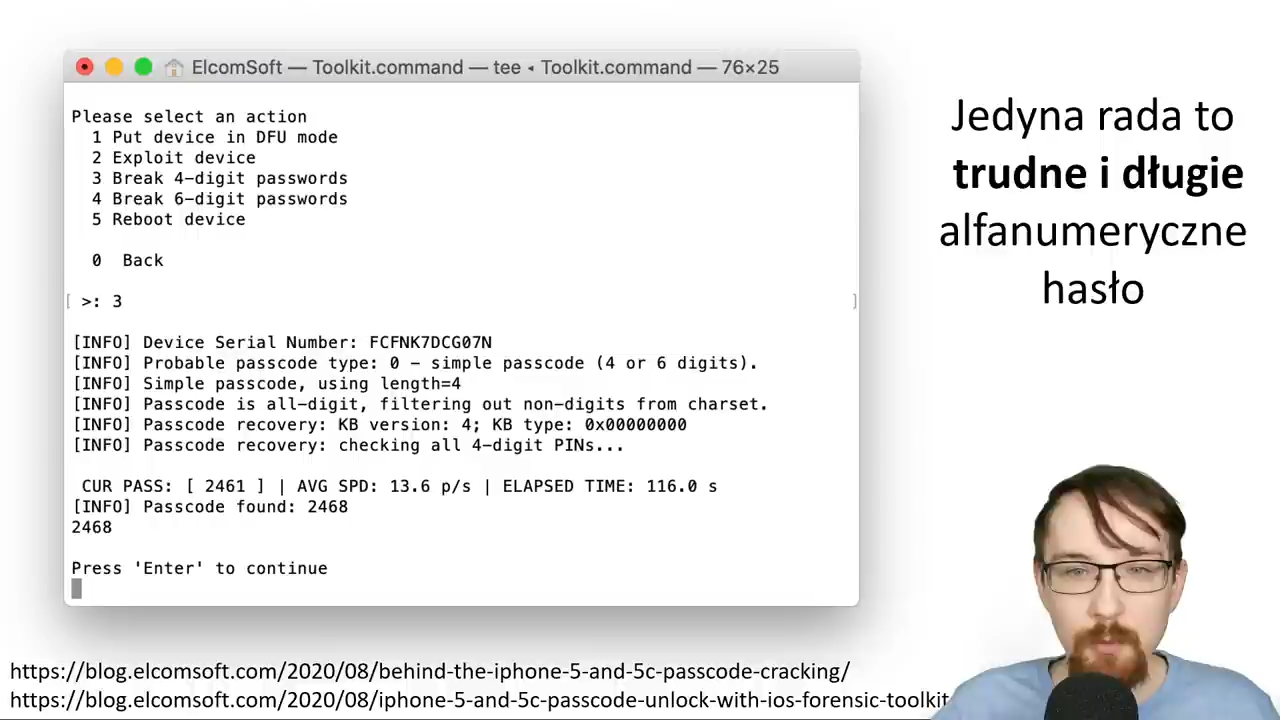 ElcomSoft — Toolkit.command — tee ◂ Toolkit.command — 76×25
Please select an action
1 Put device in DFU mode
2 Exploit device
3 Break 4-digit passwords
4 Break 6-digit passwords
5 Reboot device
0 Back
[ >: 3 ]
[INFO] Device Serial Number: FCFNK7DCG07N
[INFO] Probable passcode type: 0 - simple passcode (4 or 6 digits).
[INFO] Simple passcode, using length=4
[INFO] Passcode is all-digit, filtering out non-digits from charset.
[INFO] Passcode recovery: KB version: 4; KB type: 0x00000000
[INFO] Passcode recovery: checking all 4-digit PINs...
CUR PASS: [ 2461 ] | AVG SPD: 13.6 p/s | ELAPSED TIME: 116.0 s
[INFO] Passcode found: 2468
2468
Press 'Enter' to continue
Jedyna rada to
trudne i długie
alfanumeryczne
hasło
https://blog.elcomsoft.com/2020/08/behind-the-iphone-5-and-5c-passcode-cracking/
https://blog.elcomsoft.com/2020/08/iphone-5-and-5c-passcode-unlock-with-ios-forensic-toolkit